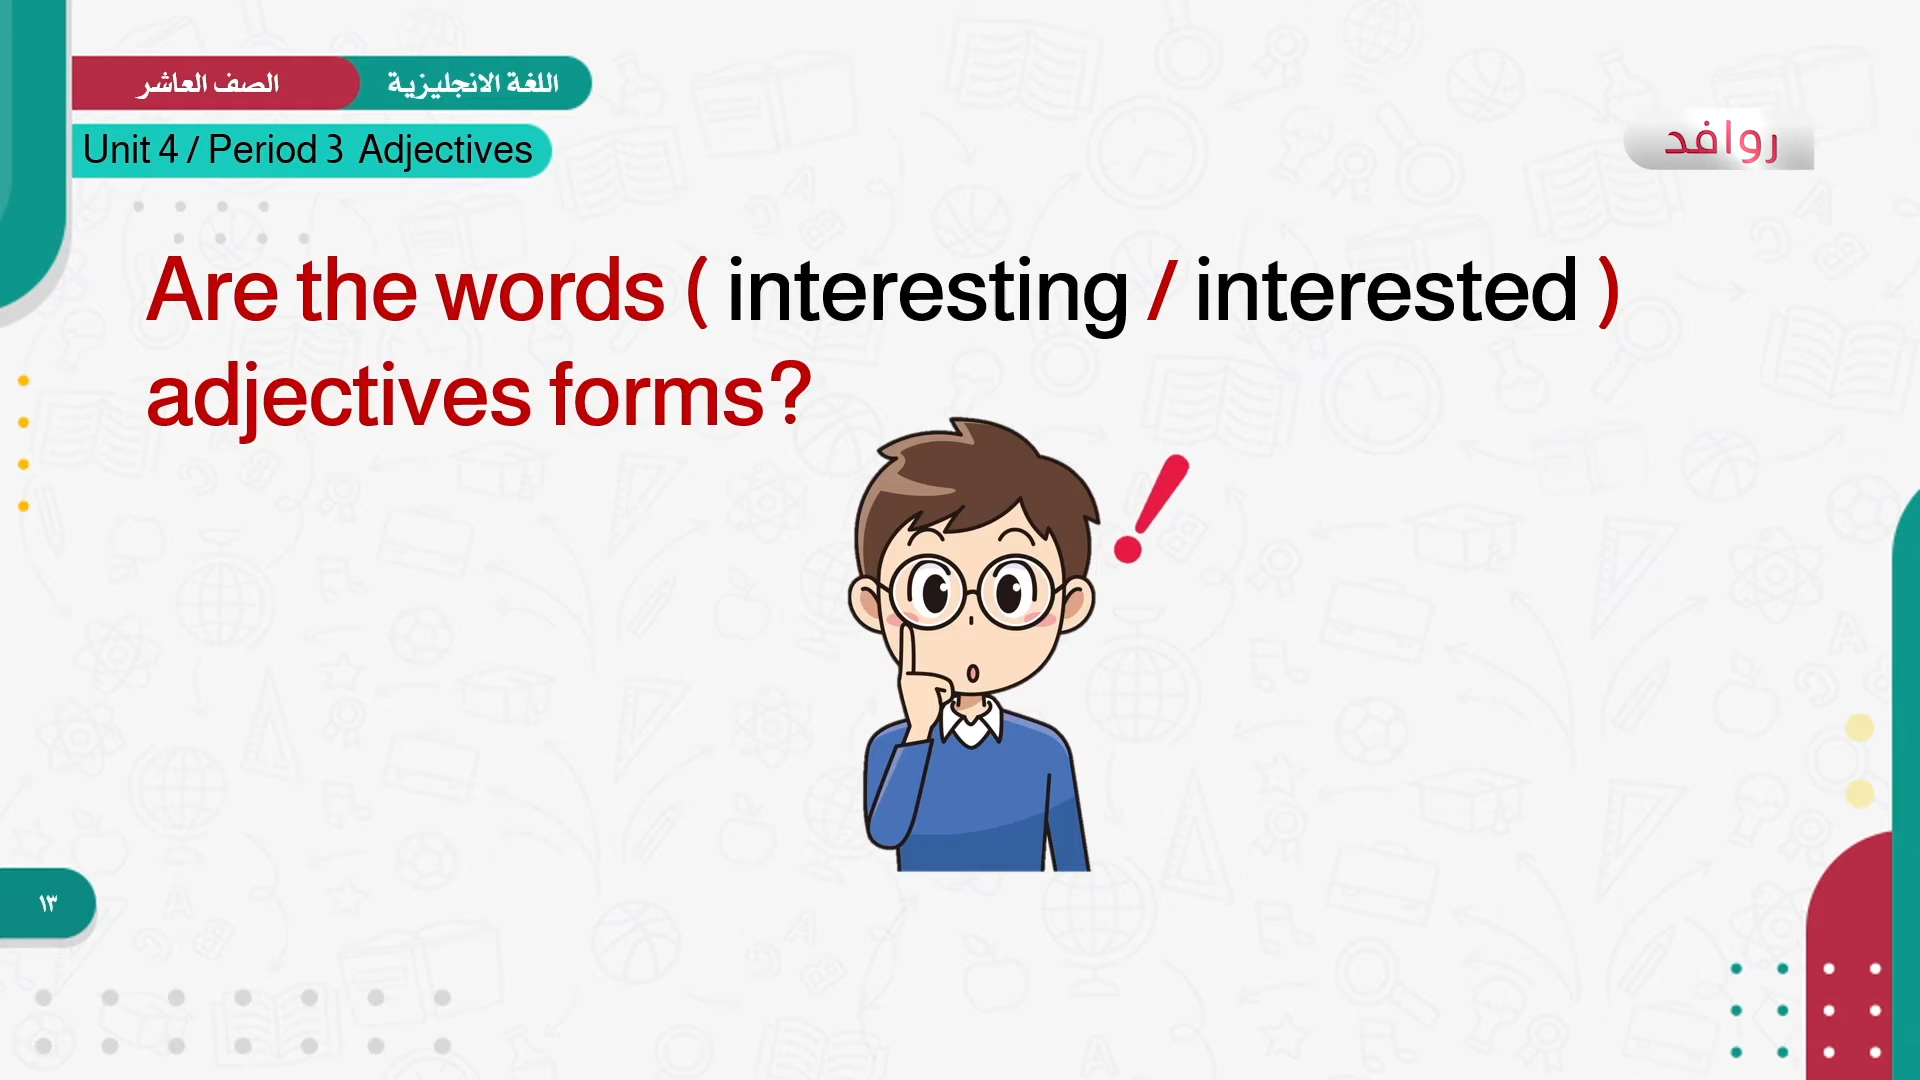 الصف العاشر
اللغة الانجليزية
Unit 4 / Period 3 Adjectives
روافد
Are the words ( interesting / interested )
adjectives forms?
١٣